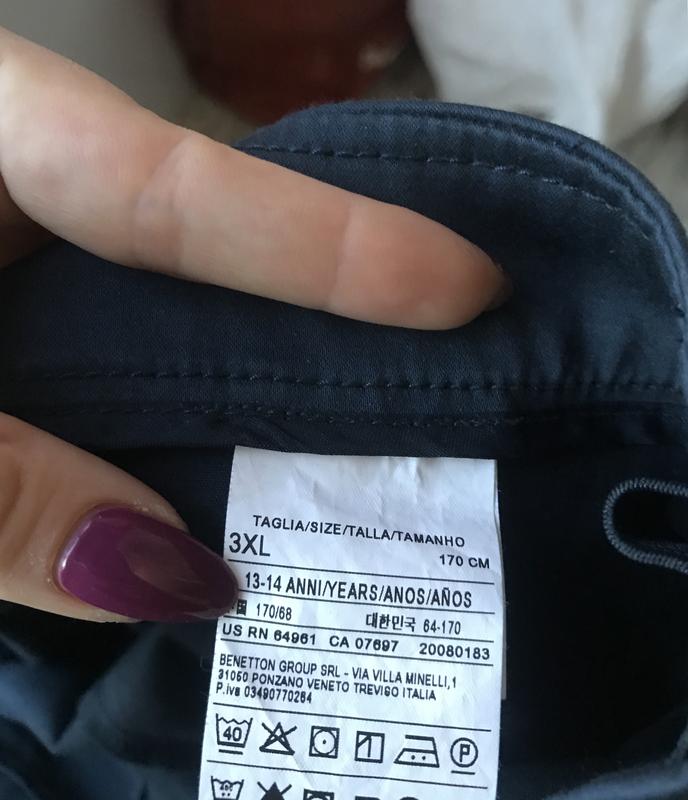 TAGLIA/SIZE/TALLA/TAMANHO
3XL 170 CM
13-14 ANNI/YEARS/ANOS/AÑOS
170/68 대한민국 64-170
US RN 64961 CA 07697 20080183
BENETTON GROUP SRL - VIA VILLA MINELLI,1
31050 PONZANO VENETO TREVISO ITALIA
P.iva 03490770264
40 P